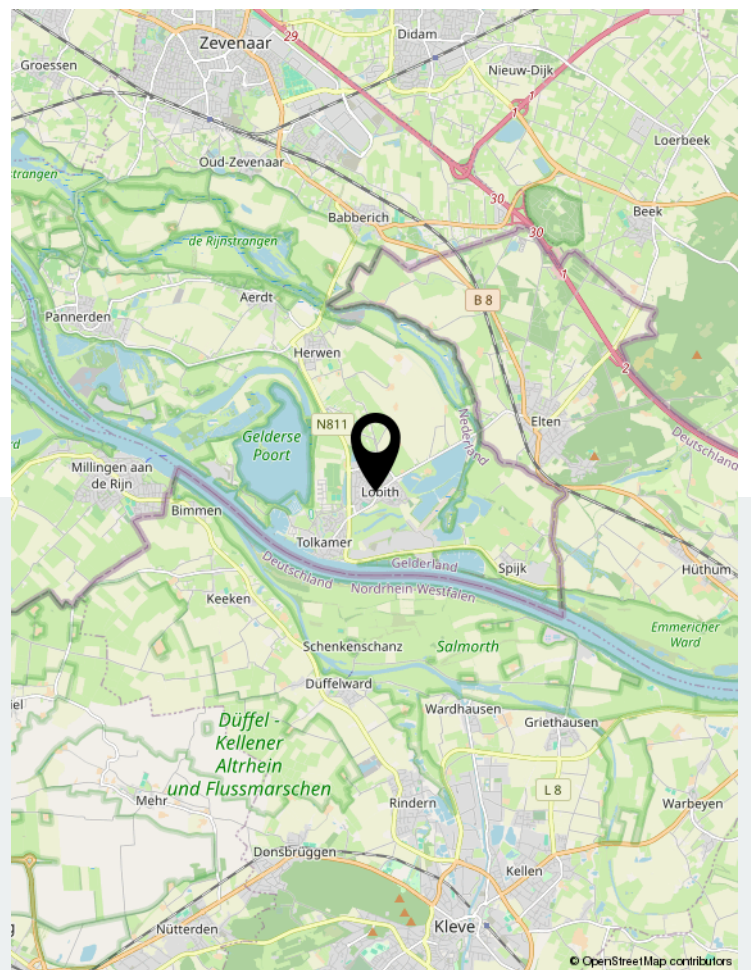 Zevenaar
29
Didam
Groessen
Nieuw-Dijk
1
1
Loerbeek
Oud-Zevenaar
30
Beek
Babberich
30
de Rijnstrangen
1
Aerdt
B 8
Pannerden
Herwen
2
N811
Elten
Nederland
Deutschland
Gelderse
Poort
Millingen aan
de Rijn
Lobith
Bimmen
Tolkamer
Deutschland
Gelderland
Spijk
Hüthum
Nordrhein-Westfalen
Keeken
Emmericher
Ward
Schenkenschanz
Salmorth
Düffelward
Wardhausen
Griethausen
Düffel -
Kellener
Altrhein
und Flussmarschen
L 8
Mehr
Rindern
Warbeyen
Donsbrüggen
Kellen
Kleve
Nütterden
© OpenStreetMap contributors